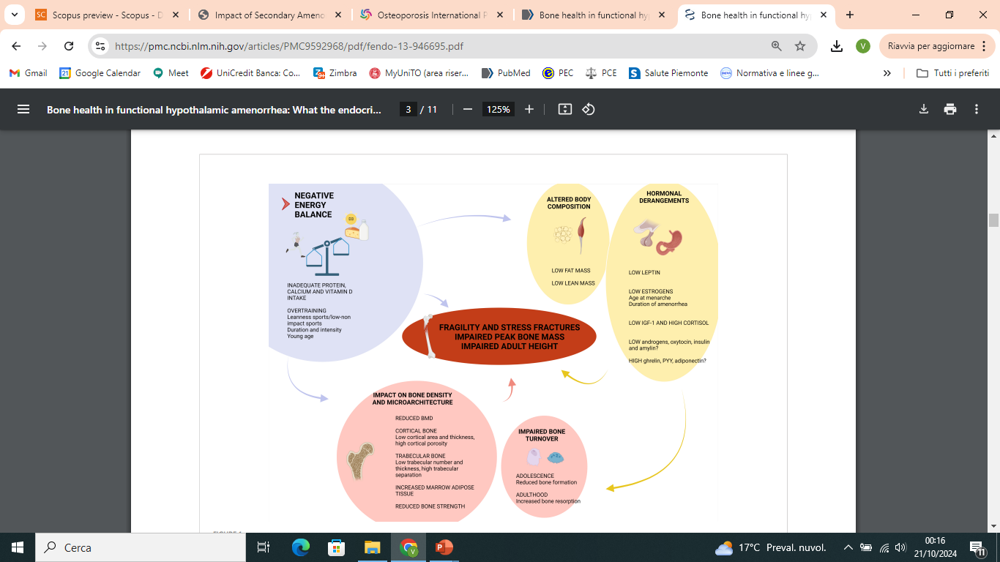 Scopus preview - Scopus - D
Impact of Secondary Ameno
Osteoporosis International P
Bone health in functional hy
Bone health in functional hy
https://pmc.ncbi.nlm.nih.gov/articles/PMC9592968/pdf/fendo-13-946695.pdf
V
Riavvia per aggiornare
Gmail
Google Calendar
Meet
UniCredit Banca: Co...
Zimbra
MyUniTO (area riser...
PubMed
PEC
PCE
Salute Piemonte
Normativa e linee g...
Tutti i preferiti
Bone health in functional hypothalamic amenorrhea: What the endocri...
3 / 11
125%
NEGATIVE
ENERGY
BALANCE
D3
INADEQUATE PROTEIN,
CALCIUM AND VITAMIN D
INTAKE
OVERTRAINING
Leanness sports/low-non
impact sports
Duration and intensity
Young age
ALTERED BODY
COMPOSITION
LOW FAT MASS
LOW LEAN MASS
HORMONAL
DERANGEMENTS
LOW LEPTIN
LOW ESTROGENS
Age at menarche
Duration of amenorrhea
LOW IGF-1 AND HIGH CORTISOL
LOW androgens, oxytocin, insulin
and amylin?
HIGH ghrelin, PYY, adiponectin?
FRAGILITY AND STRESS FRACTURES
IMPAIRED PEAK BONE MASS
IMPAIRED ADULT HEIGHT
IMPACT ON BONE DENSITY
AND MICROARCHITECTURE
REDUCED BMD
CORTICAL BONE
Low cortical area and thickness,
high cortical porosity
TRABECULAR BONE
Low trabecular number and
thickness, high trabecular
separation
INCREASED MARROW ADIPOSE
TISSUE
REDUCED BONE STRENGTH
IMPAIRED BONE
TURNOVER
ADOLESCENCE
Reduced bone formation
ADULTHOOD
Increased bone resorption
Cerca
17°C Preval. nuvol.
00:16
21/10/2024
11